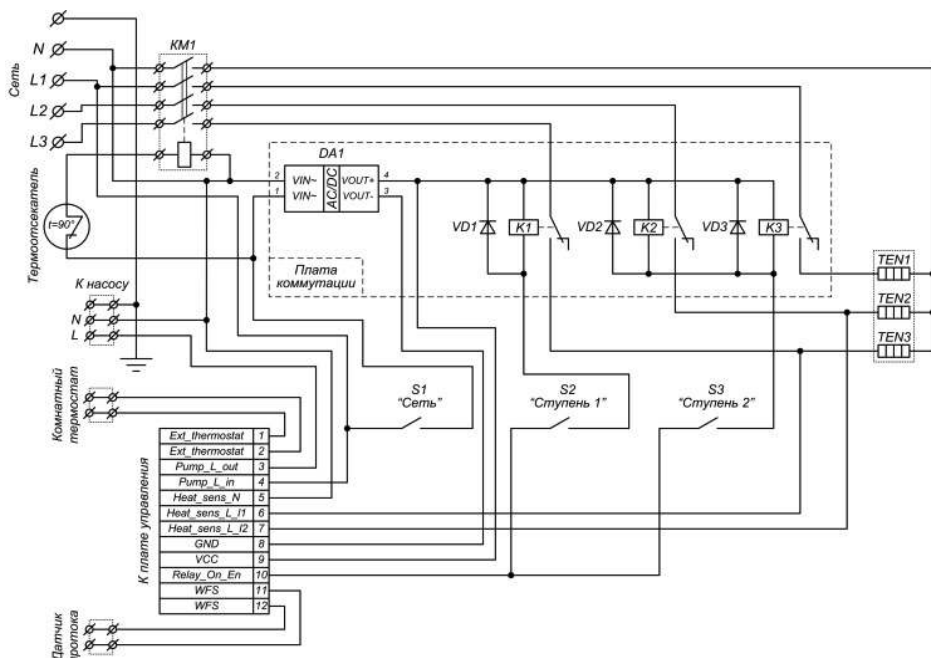 Сеть
N
L1
L2
L3
КМ1
Термоотсекатель
t=90°
DA1
2 VIN~ AC/DC VOUT+ 4
1 VIN~ VOUT- 3
VD1 K1 VD2 K2 VD3 K3
Плата
коммутации
TEN1
TEN2
TEN3
К насосу
N
L
Комнатный
термостат
S1
"Сеть"
S2
"Ступень 1"
S3
"Ступень 2"
К плате управления
Ext_thermostat 1
Ext_thermostat 2
Pump_L_out 3
Pump_L_in 4
Heat_sens_N 5
Heat_sens_L_l1 6
Heat_sens_L_l2 7
GND 8
VCC 9
Relay_On_En 10
WFS 11
WFS 12
Датчик